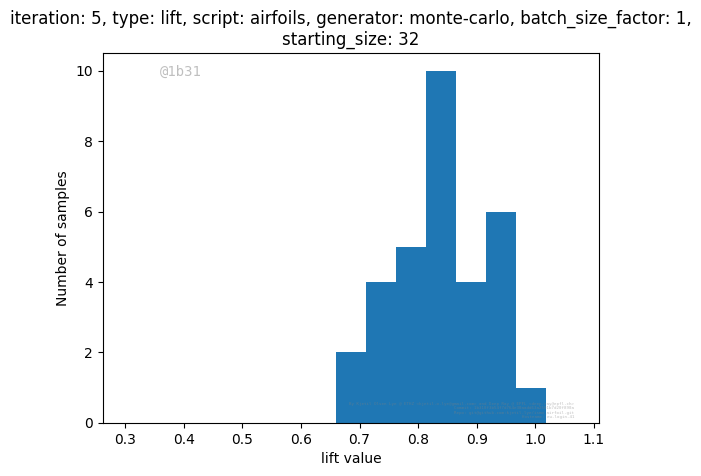 iteration: 5, type: lift, script: airfoils, generator: monte-carlo, batch_size_factor: 1,
starting_size: 32
@1b31
10
8
6
4
2
0
Number of samples
0.3 0.4 0.5 0.6 0.7 0.8 0.9 1.0 1.1
lift value